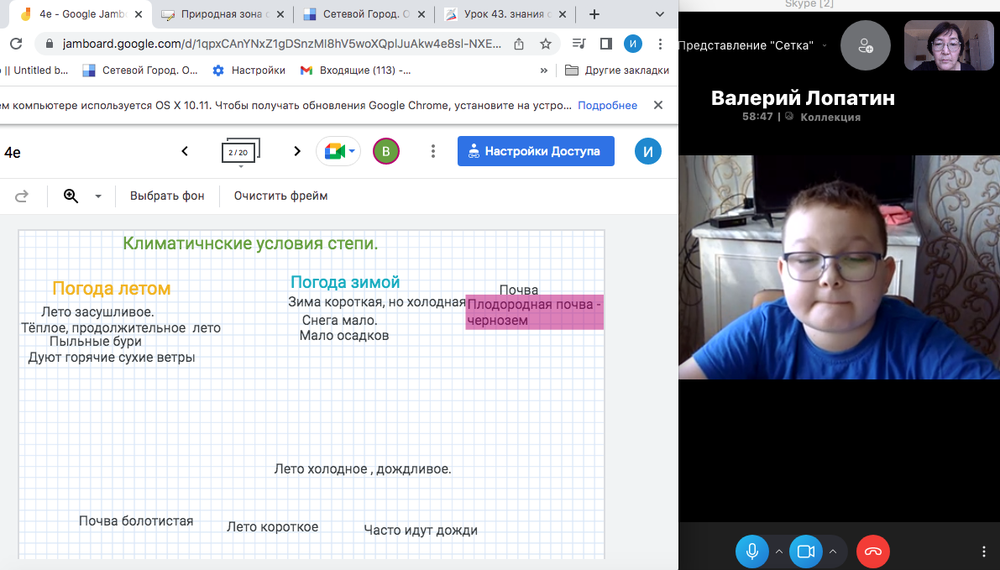 4е - Google Jamb
Природная зона с
Сетевой Город. О
Урок 43. знания о
jamboard.google.com/d/1qpxCAnYNxZ1gDSnzMl8hV5woXQplJuAkw4e8sl-NXE...
И
|| Untitled b...
Сетевой Город. О...
Настройки
Входящие (113) -...
»
Другие закладки
ем компьютере используется OS X 10.11. Чтобы получать обновления Google Chrome, установите на устро...
Подробнее
4е
2 / 20
В
Настройки Доступа
И
Выбрать фон
Очистить фрейм
Климатичнские условия степи.
Погода летом
Лето засушливое.
Тёплое, продолжительное лето
Пыльные бури
Дуют горячие сухие ветры
Погода зимой
Зима короткая, но холодная
Снега мало.
Мало осадков
Почва
Плодородная почва -
чернозем
Лето холодное , дождливое.
Почва болотистая
Лето короткое
Часто идут дожди
Skype [2]
Представление "Сетка"
Валерий Лопатин
58:47 | Коллекция